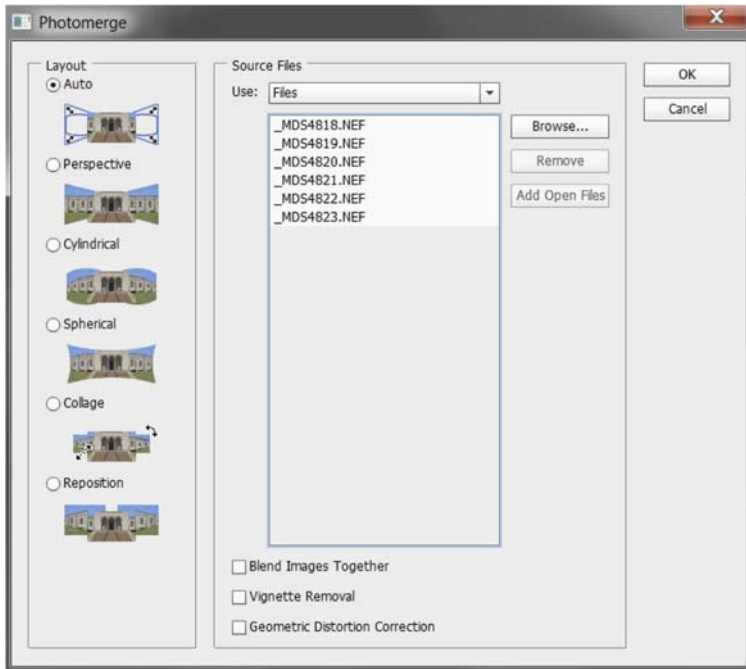 Photomerge
Layout
Auto
Perspective
Cylindrical
Spherical
Collage
Reposition
Source Files
Use: Files
_MDS4818.NEF
_MDS4819.NEF
_MDS4820.NEF
_MDS4821.NEF
_MDS4822.NEF
_MDS4823.NEF
Browse...
Remove
Add Open Files
Blend Images Together
Vignette Removal
Geometric Distortion Correction
OK
Cancel